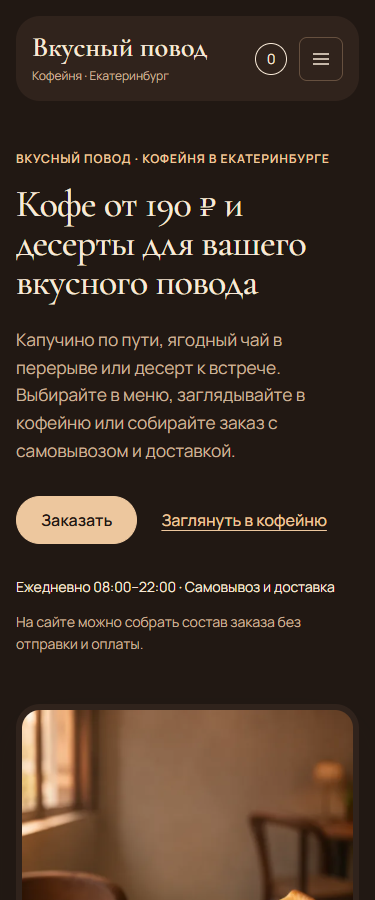 Вкусный повод
Кофейня · Екатеринбург
0
ВКУСНЫЙ ПОВОД · КОФЕЙНЯ В ЕКАТЕРИНБУРГЕ
Кофе от 190 ₽ и
десерты для вашего
вкусного повода
Капучино по пути, ягодный чай в
перерыве или десерт к встрече.
Выбирайте в меню, заглядывайте в
кофейню или собирайте заказ с
самовывозом и доставкой.
Заказать
Заглянуть в кофейню
Ежедневно 08:00–22:00 · Самовывоз и доставка
На сайте можно собрать состав заказа без
отправки и оплаты.